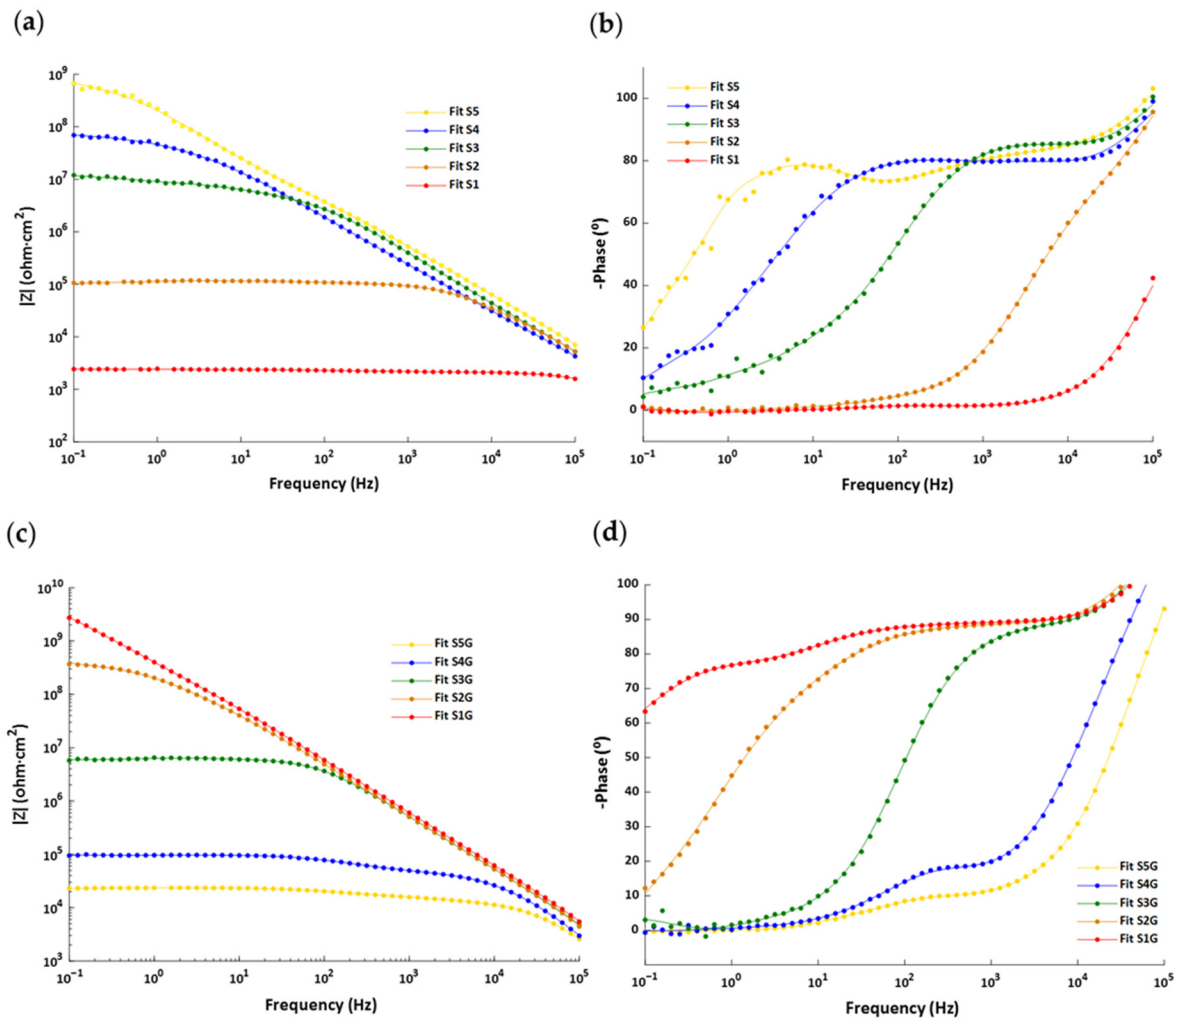 (a)
|Z| (ohm·cm²)
10⁹
10⁸
10⁷
10⁶
10⁵
10⁴
10³
10²
Fit S5
Fit S4
Fit S3
Fit S2
Fit S1
10⁻¹ 10⁰ 10¹ 10² 10³ 10⁴ 10⁵
Frequency (Hz)
(b)
-Phase (⁰)
100
80
60
40
20
0
Fit S5
Fit S4
Fit S3
Fit S2
Fit S1
10⁻¹ 10⁰ 10¹ 10² 10³ 10⁴ 10⁵
Frequency (Hz)
(c)
|Z| (ohm·cm²)
10¹⁰
10⁹
10⁸
10⁷
10⁶
10⁵
10⁴
10³
Fit S5G
Fit S4G
Fit S3G
Fit S2G
Fit S1G
10⁻¹ 10⁰ 10¹ 10² 10³ 10⁴ 10⁵
Frequency (Hz)
(d)
-Phase (⁰)
100
90
80
70
60
50
40
30
20
10
0
Fit S5G
Fit S4G
Fit S3G
Fit S2G
Fit S1G
10⁻¹ 10⁰ 10¹ 10² 10³ 10⁴ 10⁵
Frequency (Hz)